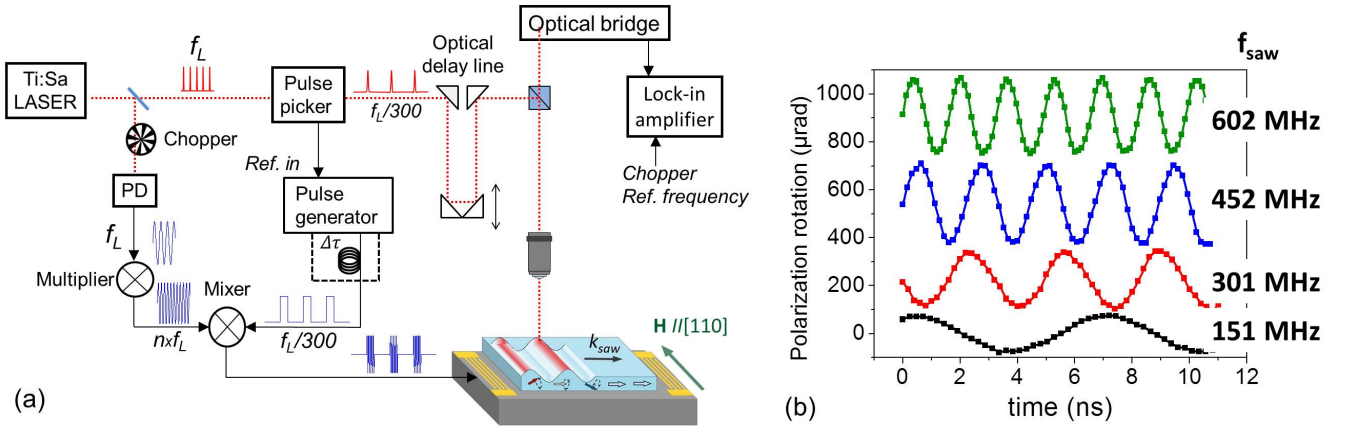 Ti:Sa
LASER
f_L
Chopper
PD
f_L
Multiplier
n×f_L
Mixer
Pulse
picker
f_L/300
Ref. in
Pulse
generator
Δτ
f_L/300
Optical
delay line
Optical bridge
Lock-in
amplifier
Chopper
Ref. frequency
H //[110]
k_saw
(a)
f_saw
Polarization rotation (µrad)
1000
800
600
400
200
0
602 MHz
452 MHz
301 MHz
151 MHz
0 2 4 6 8 10 12
time (ns)
(b)